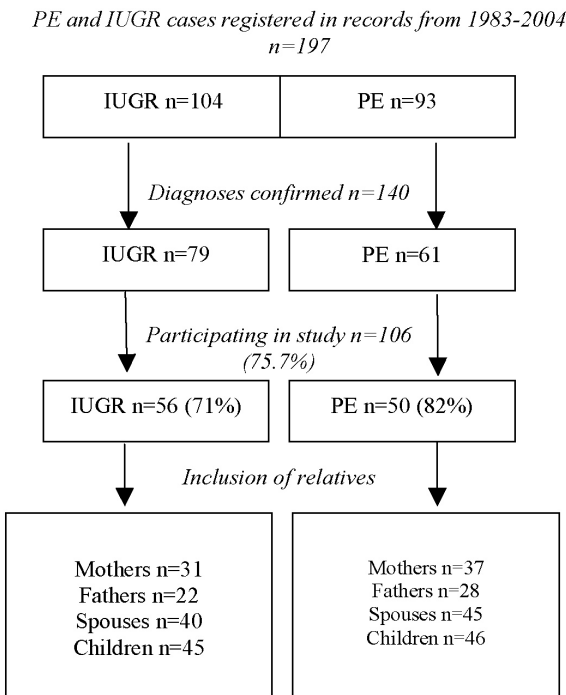 PE and IUGR cases registered in records from 1983-2004
n=197
IUGR n=104
PE n=93
Diagnoses confirmed n=140
IUGR n=79
PE n=61
Participating in study n=106
(75.7%)
IUGR n=56 (71%)
PE n=50 (82%)
Inclusion of relatives
Mothers n=31
Fathers n=22
Spouses n=40
Children n=45
Mothers n=37
Fathers n=28
Spouses n=45
Children n=46